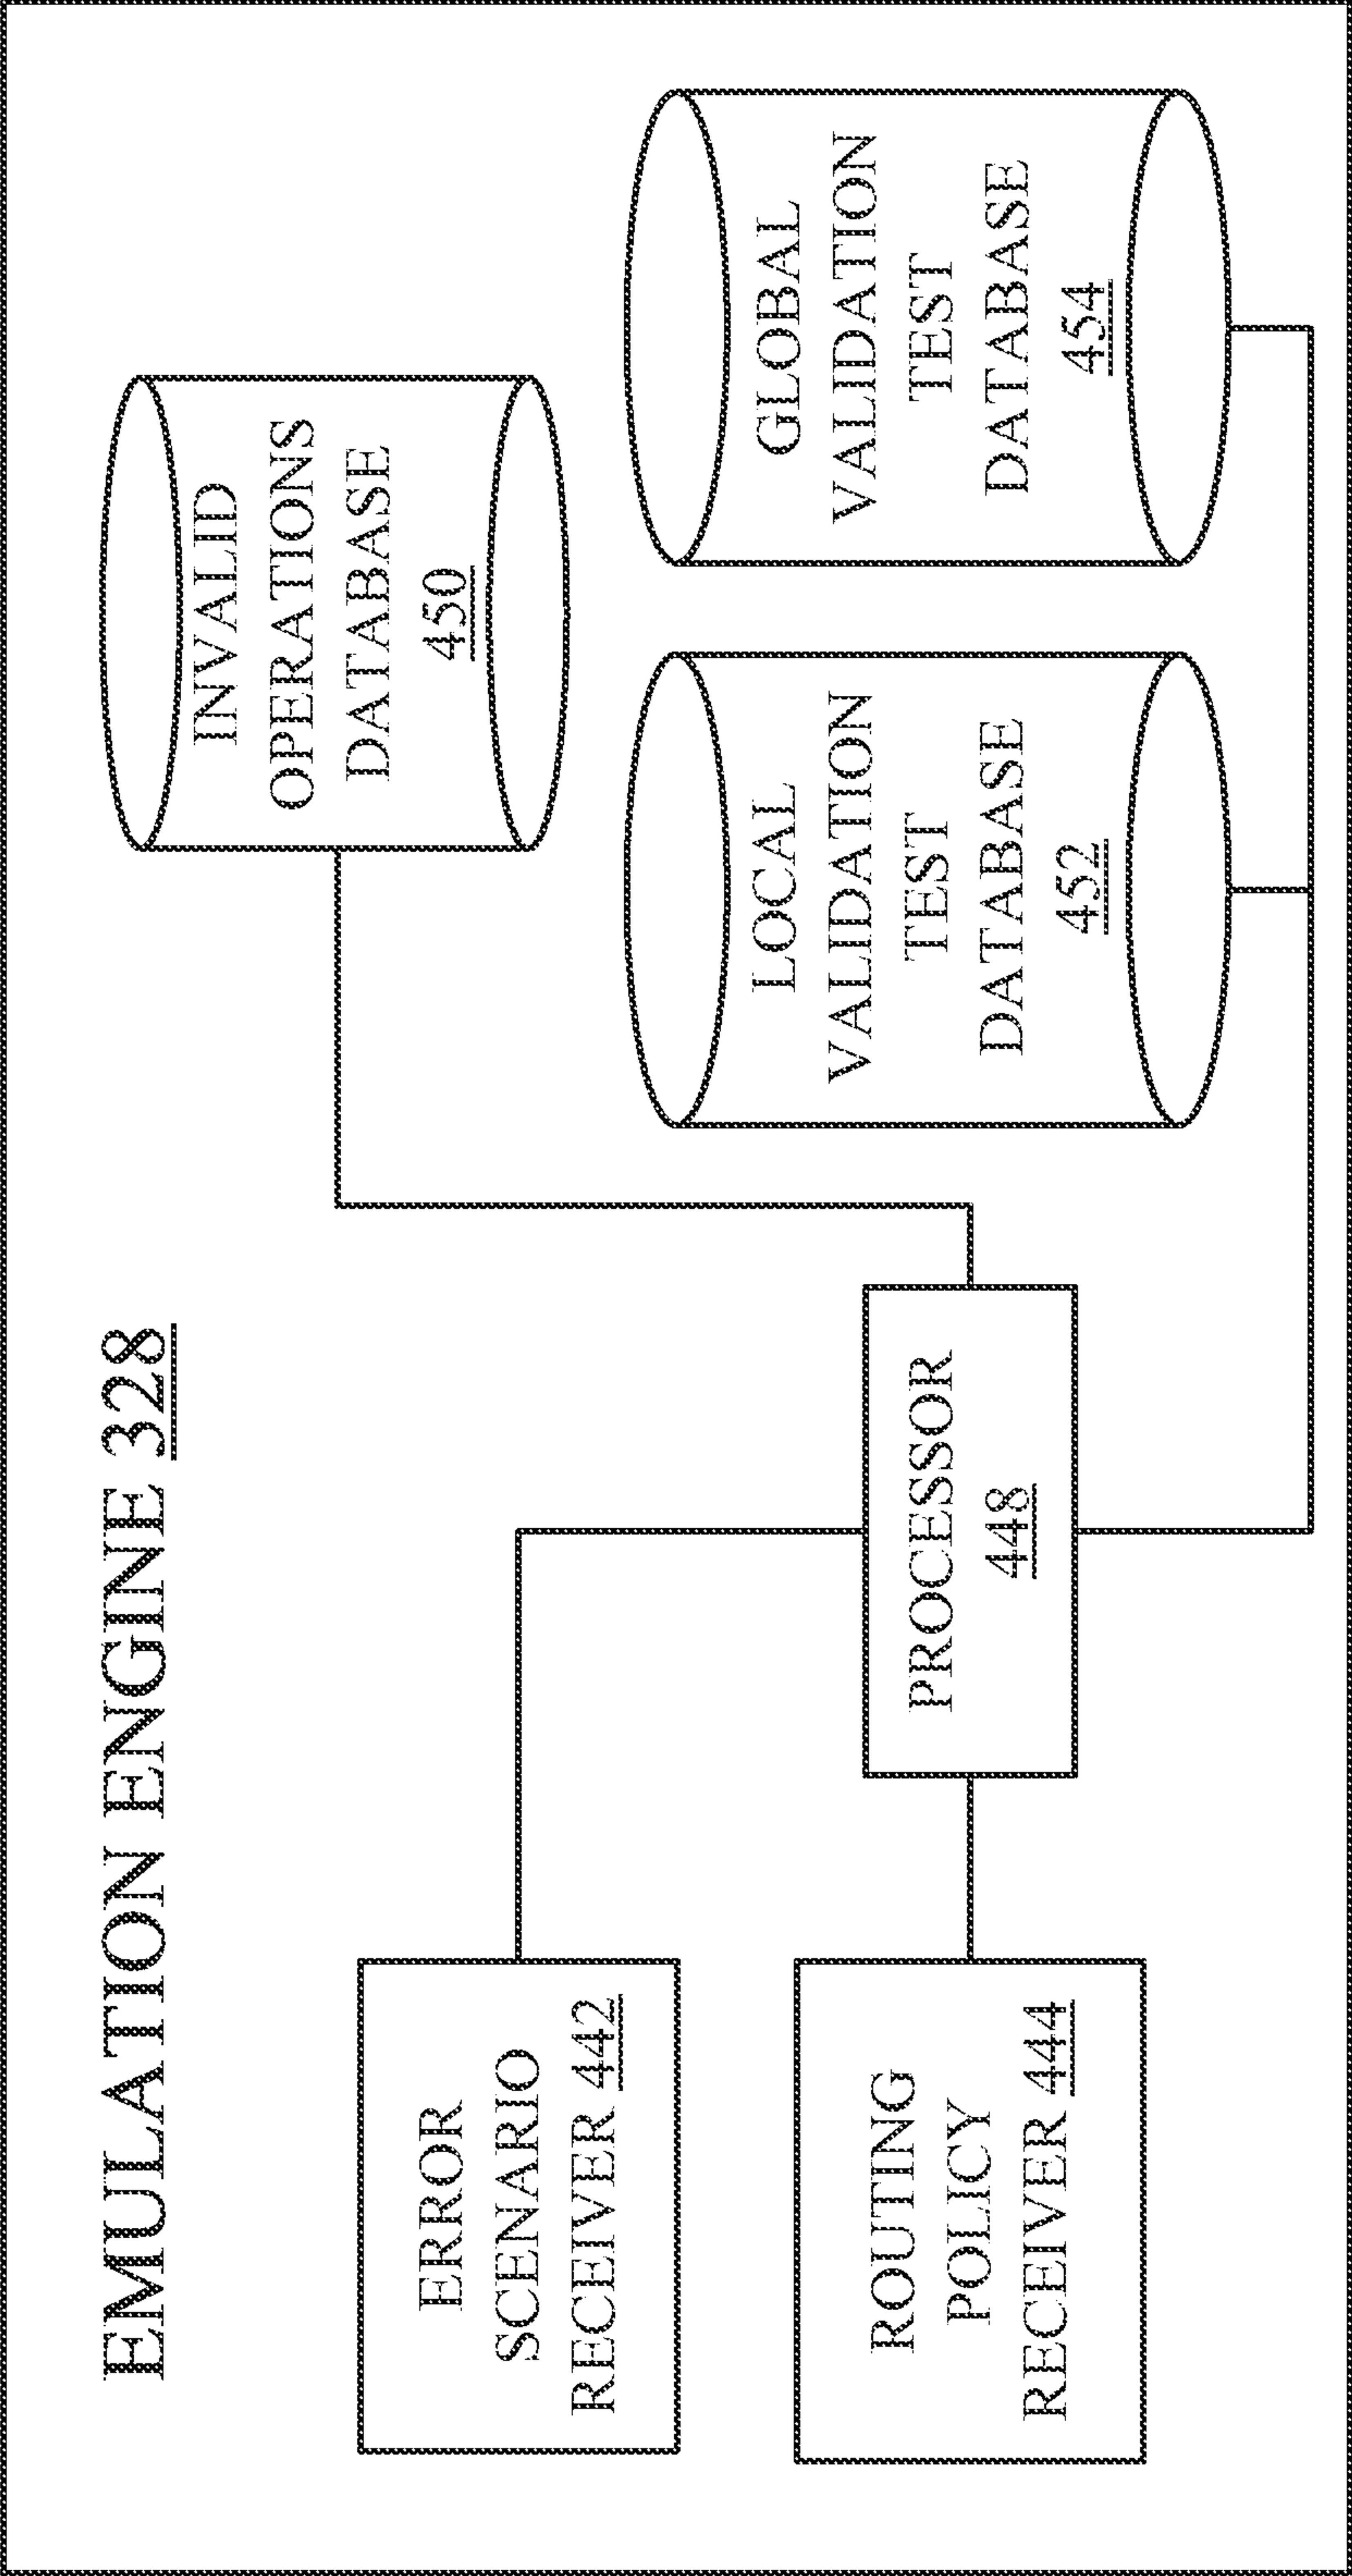 EMULATION ENGINE 328
ERROR
SCENARIO
RECEIVER 442
ROUTING
POLICY
RECEIVER 444
PROCESSOR
448
INVALID
OPERATIONS
DATABASE
450
LOCAL
VALIDATION
TEST
DATABASE
452
GLOBAL
VALIDATION
TEST
DATABASE
454